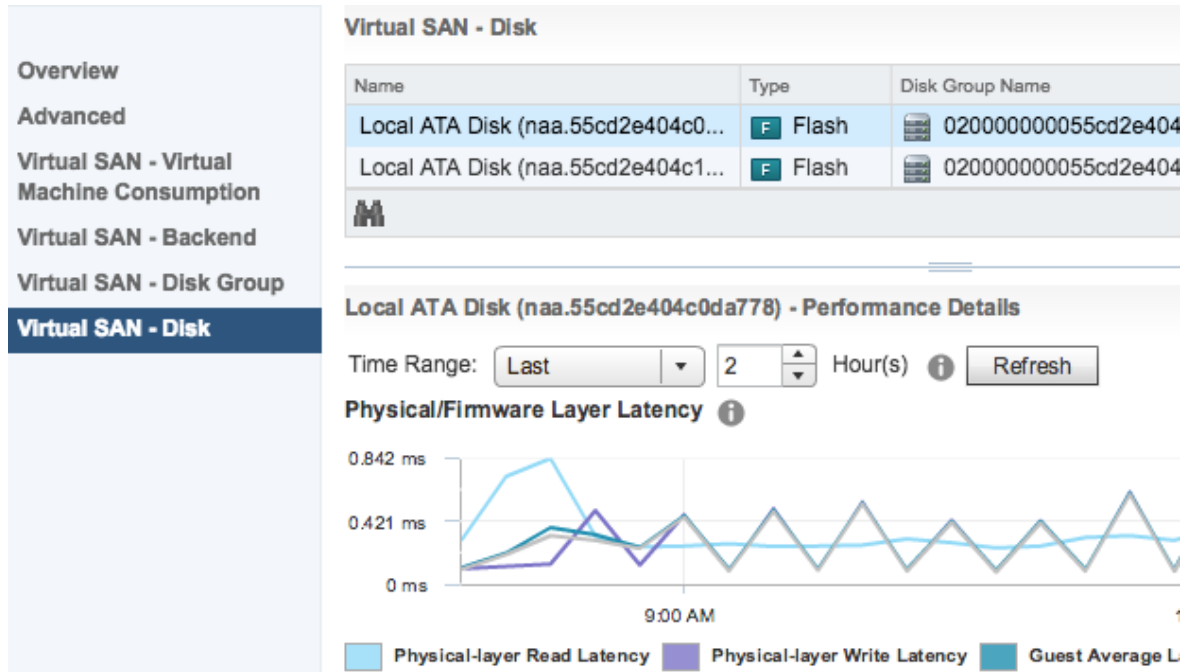 Overview
Advanced
Virtual SAN - Virtual
Machine Consumption
Virtual SAN - Backend
Virtual SAN - Disk Group
Virtual SAN - Disk
Virtual SAN - Disk
Name Type Disk Group Name
Local ATA Disk (naa.55cd2e404c0... F Flash 020000000055cd2e404
Local ATA Disk (naa.55cd2e404c1... F Flash 020000000055cd2e404
Local ATA Disk (naa.55cd2e404c0da778) - Performance Details
Time Range: Last 2 Hour(s) Refresh
Physical/Firmware Layer Latency
0.842 ms
0.421 ms
0 ms
9:00 AM
Physical-layer Read Latency Physical-layer Write Latency Guest Average